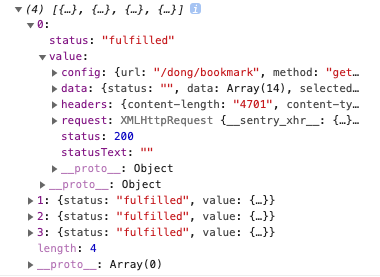 (4) [{…}, {…}, {…}, {…}] i
0:
status: "fulfilled"
value:
config: {url: "/dong/bookmark", method: "get…
data: {status: "", data: Array(14), selected…
headers: {content-length: "4701", content-ty…
request: XMLHttpRequest {__sentry_xhr__: {…}…
status: 200
statusText: ""
__proto__: Object
__proto__: Object
1: {status: "fulfilled", value: {…}}
2: {status: "fulfilled", value: {…}}
3: {status: "fulfilled", value: {…}}
length: 4
__proto__: Array(0)